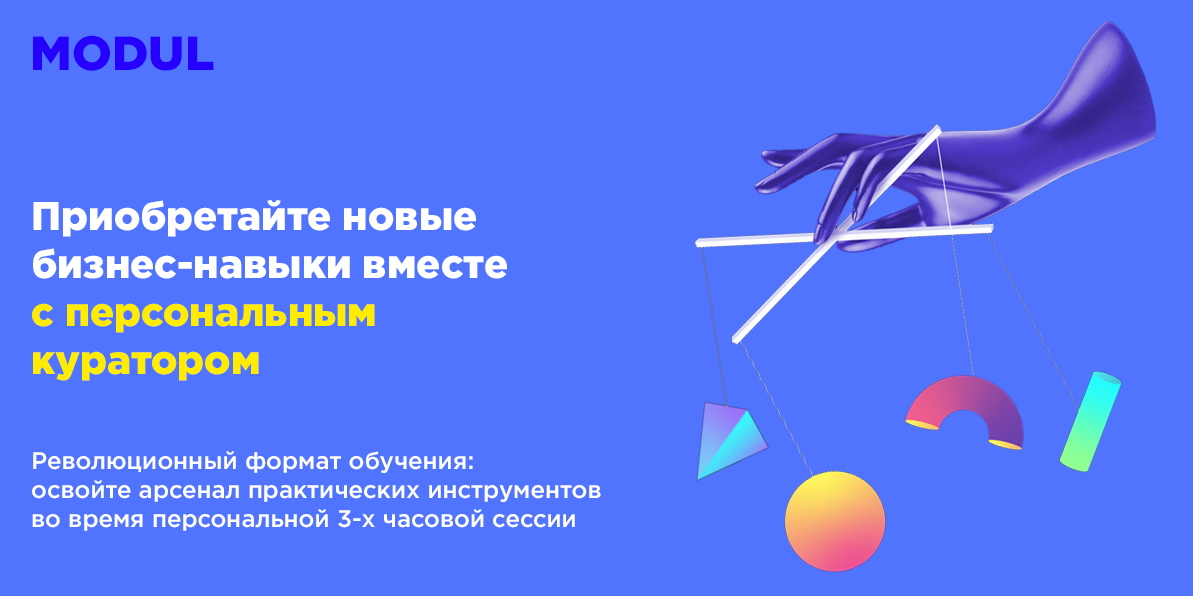 MODUL
Приобретайте новые
бизнес-навыки вместе
с персональным
куратором
Революционный формат обучения:
освойте арсенал практических инструментов
во время персональной 3-х часовой сессии